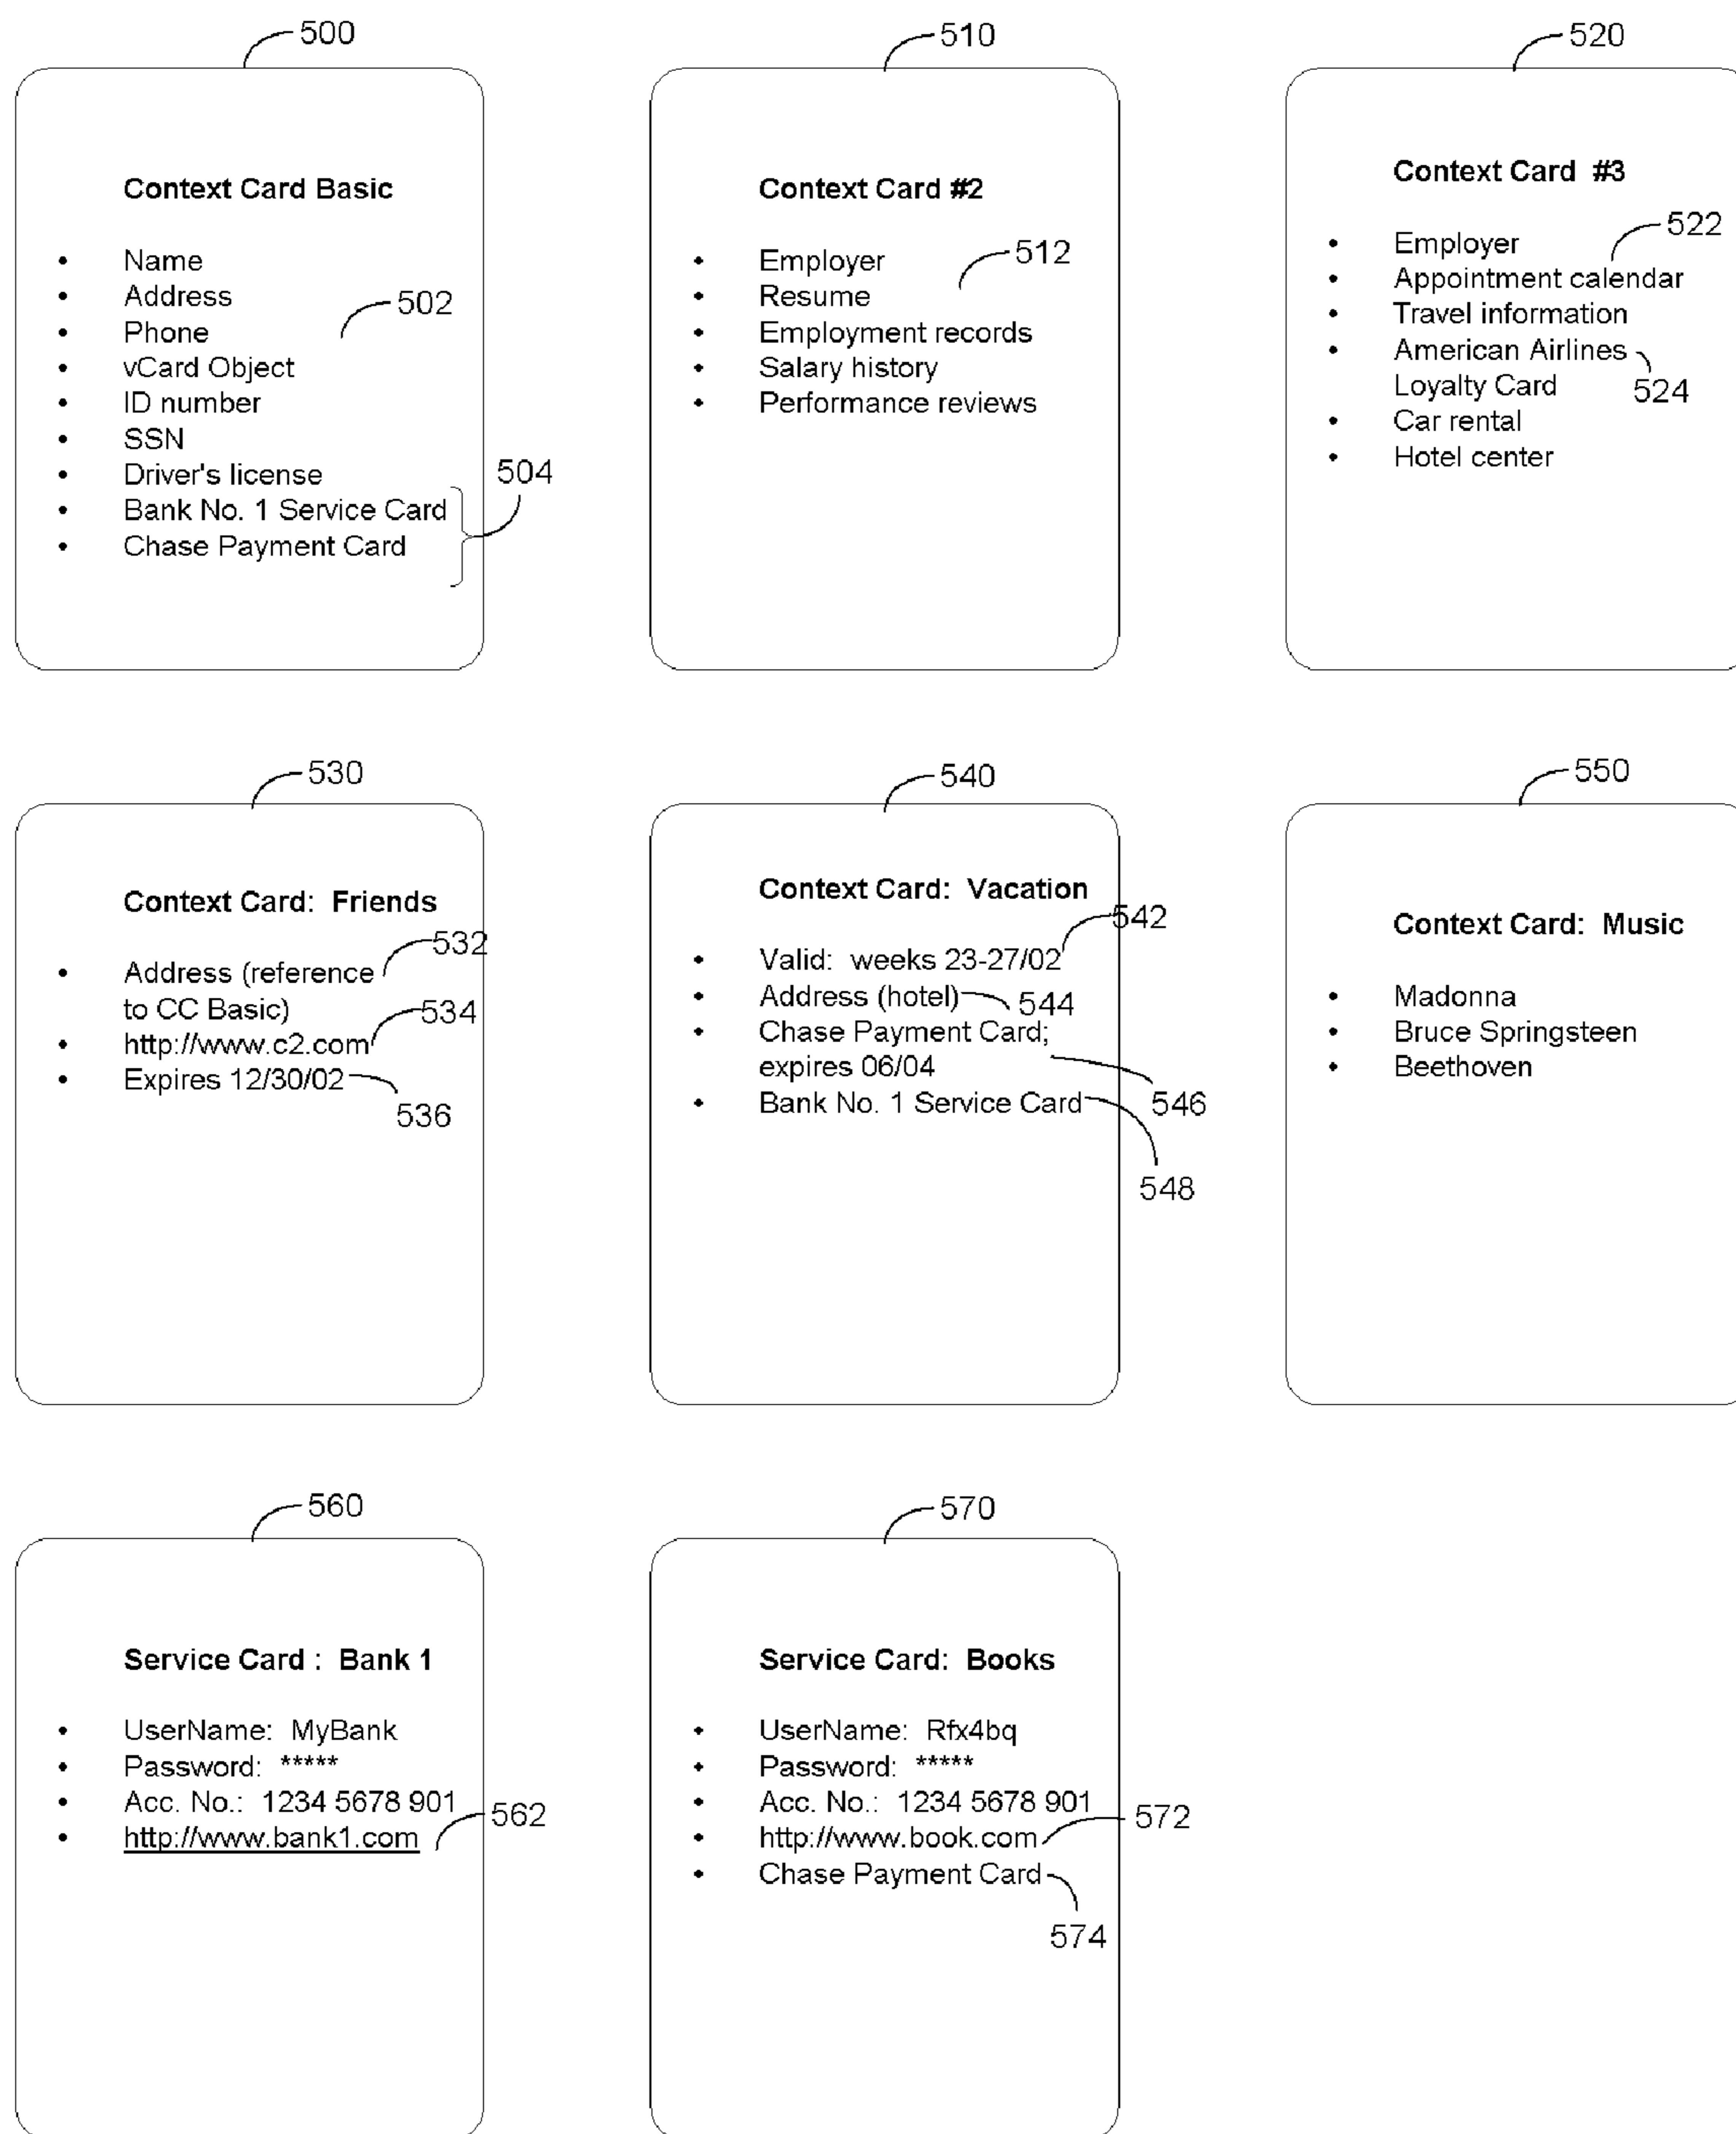 500
Context Card Basic
• Name
• Address
• Phone
502
• vCard Object
• ID number
• SSN
• Driver's license
504
• Bank No. 1 Service Card
• Chase Payment Card
510
Context Card #2
• Employer
512
• Resume
• Employment records
• Salary history
• Performance reviews
520
Context Card #3
522
• Employer
• Appointment calendar
• Travel information
• American Airlines
Loyalty Card
524
• Car rental
• Hotel center
530
Context Card: Friends
532
• Address (reference
to CC Basic)
534
• http://www.c2.com
• Expires 12/30/02
536
540
Context Card: Vacation
542
• Valid: weeks 23-27/02
• Address (hotel)
544
• Chase Payment Card;
expires 06/04
546
• Bank No. 1 Service Card
548
550
Context Card: Music
• Madonna
• Bruce Springsteen
• Beethoven
560
Service Card : Bank 1
• UserName: MyBank
• Password: *****
• Acc. No.: 1234 5678 901
562
• http://www.bank1.com
570
Service Card: Books
• UserName: Rfx4bq
• Password: *****
• Acc. No.: 1234 5678 901
572
• http://www.book.com
• Chase Payment Card
574